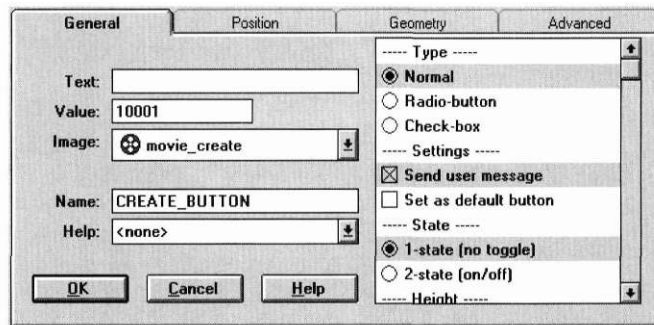 General Position Geometry Advanced
Text:
Value: 10001
Image: movie_create
Name: CREATE_BUTTON
Help: <none>
OK Cancel Help
----- Type -----
Normal
Radio-button
Check-box
----- Settings -----
Send user message
Set as default button
----- State -----
1-state (no toggle)
2-state (on/off)
----- Height -----